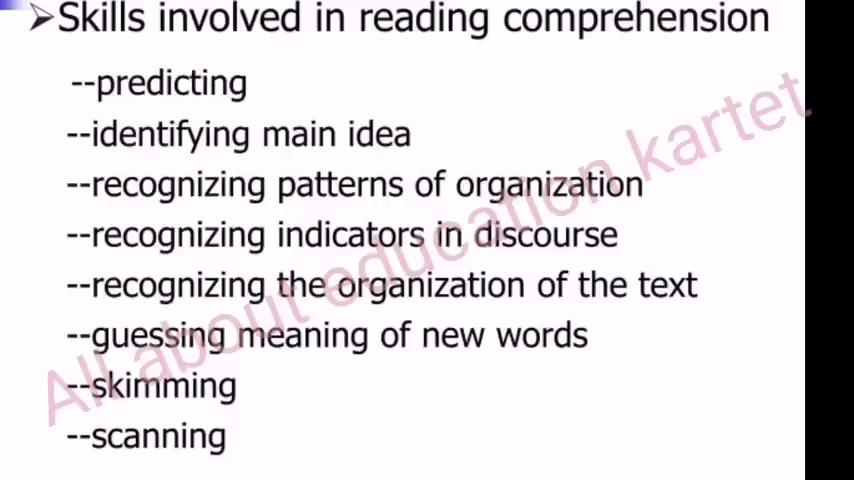 ➢Skills involved in reading comprehension
--predicting
--identifying main idea
--recognizing patterns of organization
--recognizing indicators in discourse
--recognizing the organization of the text
--guessing meaning of new words
--skimming
--scanning
All about education kartet